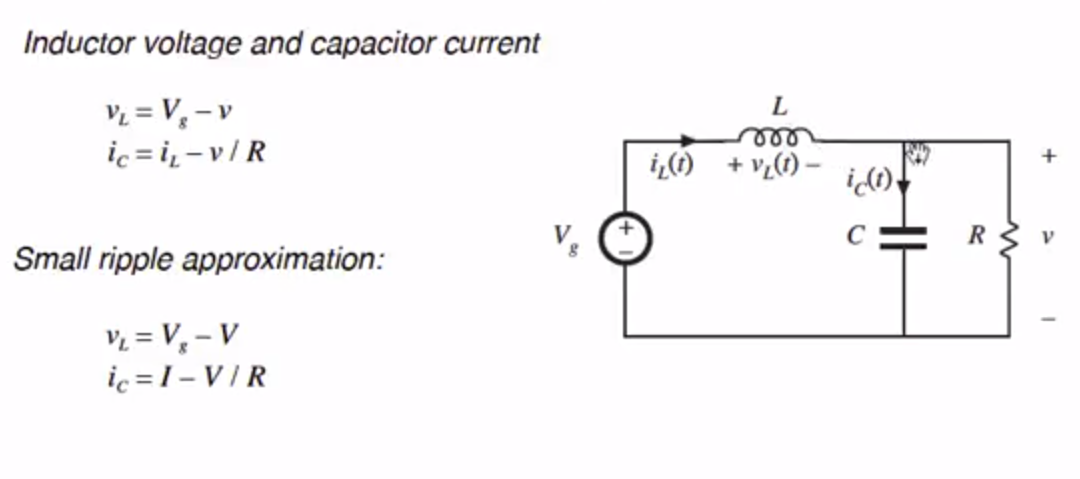 Inductor voltage and capacitor current
v_L = V_g – v
i_C = i_L – v / R
Small ripple approximation:
v_L = V_g – V
i_C = I – V / R
L
i_L(t)
+ v_L(t) –
i_C(t)
+
V_g
+
–
C
R
v
–